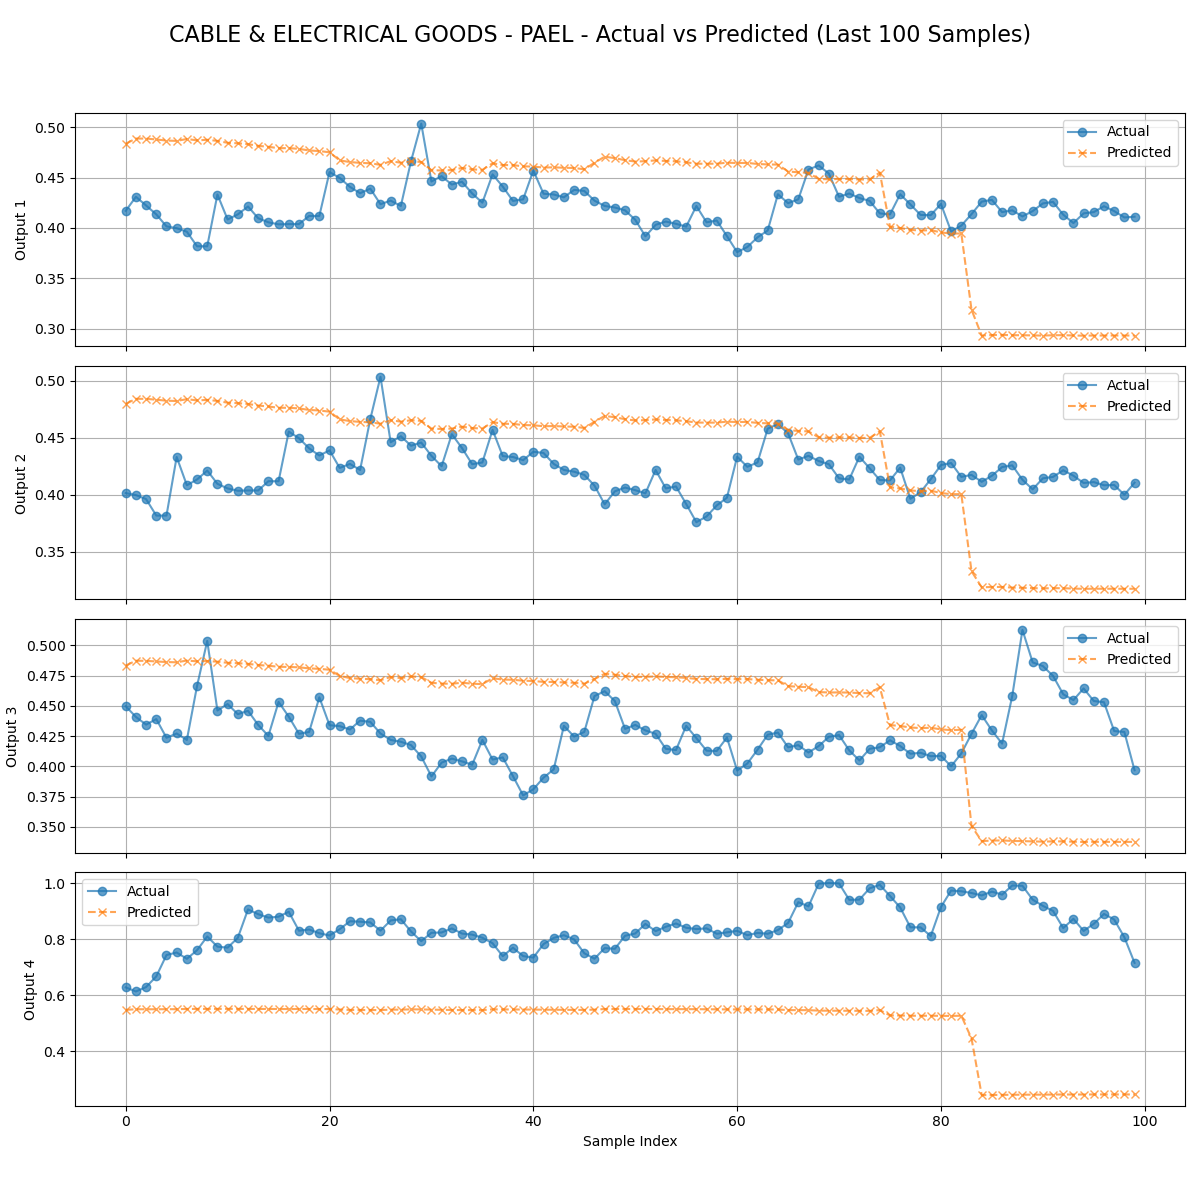 CABLE & ELECTRICAL GOODS - PAEL - Actual vs Predicted (Last 100 Samples)
Output 1
0.50
0.45
0.40
0.35
0.30
Actual
Predicted
Output 2
0.50
0.45
0.40
0.35
Actual
Predicted
Output 3
0.500
0.475
0.450
0.425
0.400
0.375
0.350
Actual
Predicted
Output 4
1.0
0.8
0.6
0.4
Actual
Predicted
0 20 40 60 80 100
Sample Index